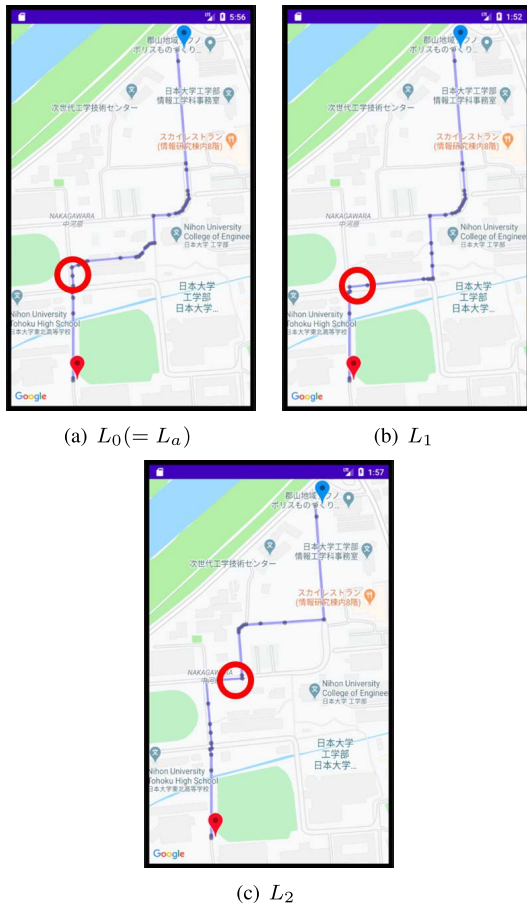 5:56
郡山地域テクノ
ポリスものづくり...
日本大学工学部
情報工学科事務室
次世代工学技術センター
スカイレストラン
(情報研究棟内8階)
NAKAGAWARA
中河原
Nihon University
College of Enginee
日本大学 工学部
日本大学
工学部
日本大学...
Nihon University
Tohoku High School
日本大学東北高等学校
Google
(a) L0(= La)
1:52
郡山地域テクノ
ポリスものづくり...
日本大学工学部
情報工学科事務室
次世代工学技術センター
スカイレストラン
(情報研究棟内8階)
NAKAGAWARA
中河原
Nihon University
College of Enginee
日本大学 工学部
日本大学
工学部
日本大学...
Nihon University
Tohoku High School
日本大学東北高等学校
Google
(b) L1
1:57
郡山地域テクノ
ポリスものづくり...
日本大学工学部
情報工学科事務室
次世代工学技術センター
スカイレストラン
(情報研究棟内8階)
NAKAGAWARA
Nihon University
College of Enginee
日本大学 工学部
日本大学
工学部
日本大学...
Nihon University
Tohoku High School
日本大学東北高等学校
Google
(c) L2